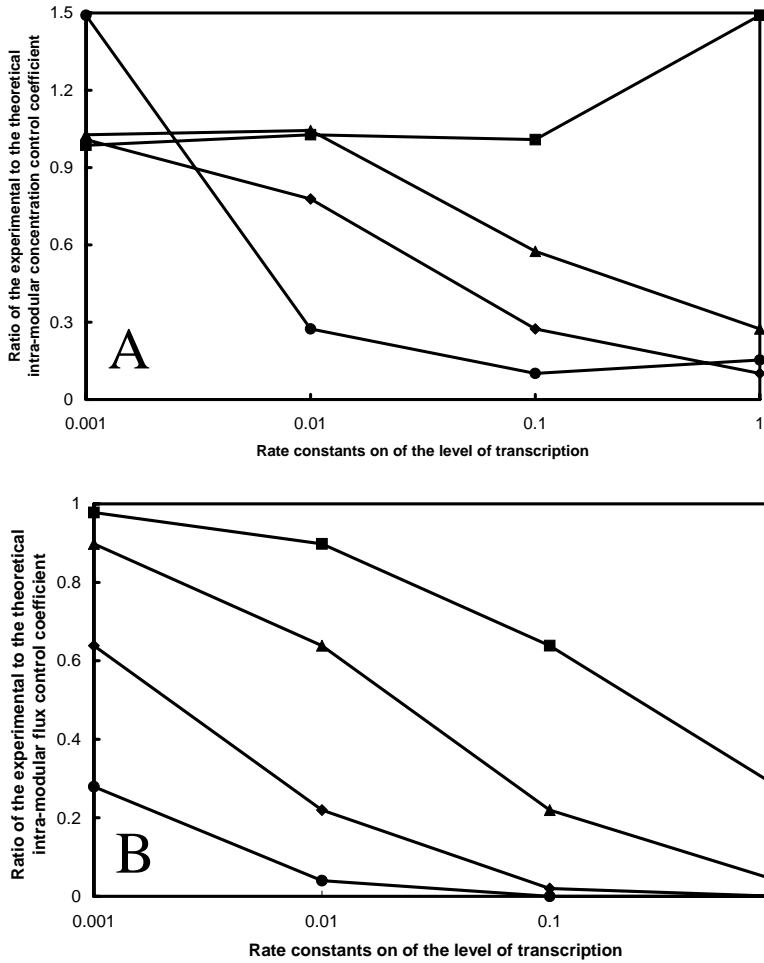 1.5
1.2
0.9
0.6
0.3
0
Ratio of the experimental to the theoretical
intra-modular concentration control coefficient
A
0.001 0.01 0.1 1
Rate constants on of the level of transcription
1
0.8
0.6
0.4
0.2
0
Ratio of the experimental to the theoretical
intra-modular flux control coefficient
B
0.001 0.01 0.1
Rate constants on of the level of transcription